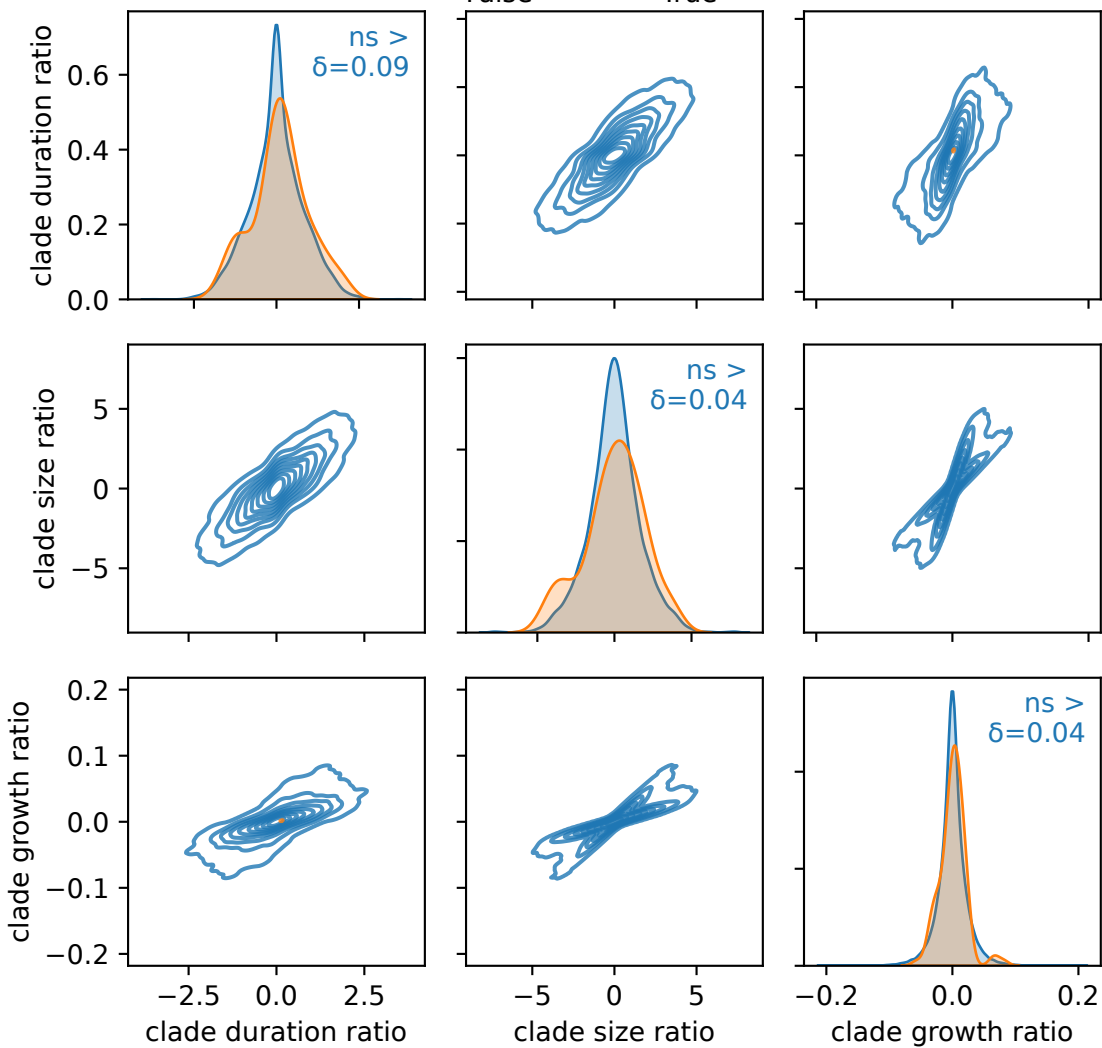 clade duration ratio
0.6
0.4
0.2
0.0
ns >
δ=0.09
clade size ratio
5
0
−5
ns >
δ=0.04
clade growth ratio
0.2
0.1
0.0
−0.1
−0.2
ns >
δ=0.04
−2.5 0.0 2.5
−5 0 5
−0.2 0.0 0.2
clade duration ratio
clade size ratio
clade growth ratio